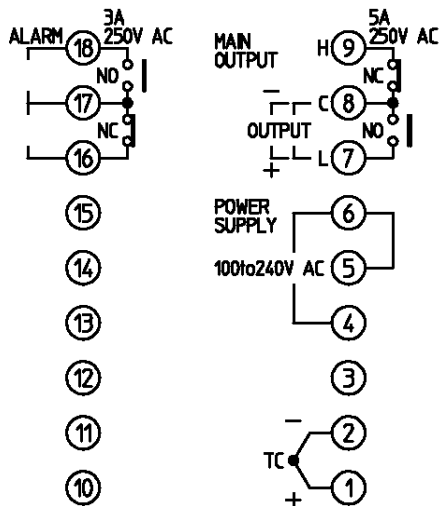 3A
ALARM 18 250V AC
NO
17
NC
16
15
14
13
12
11
10
5A
MAIN H 9 250V AC
OUTPUT
NC
− C 8
OUTPUT NO
+ L 7
POWER 6
SUPPLY
100to240V AC 5
4
3
− 2
TC
+ 1